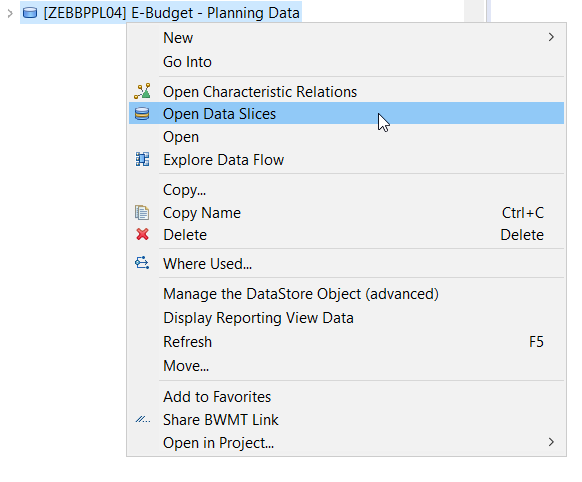 [ZEBBPPL04] E-Budget - Planning Data
New
Go Into
Open Characteristic Relations
Open Data Slices
Open
Explore Data Flow
Copy...
Copy Name Ctrl+C
Delete Delete
Where Used...
Manage the DataStore Object (advanced)
Display Reporting View Data
Refresh F5
Move...
Add to Favorites
Share BWMT Link
Open in Project...